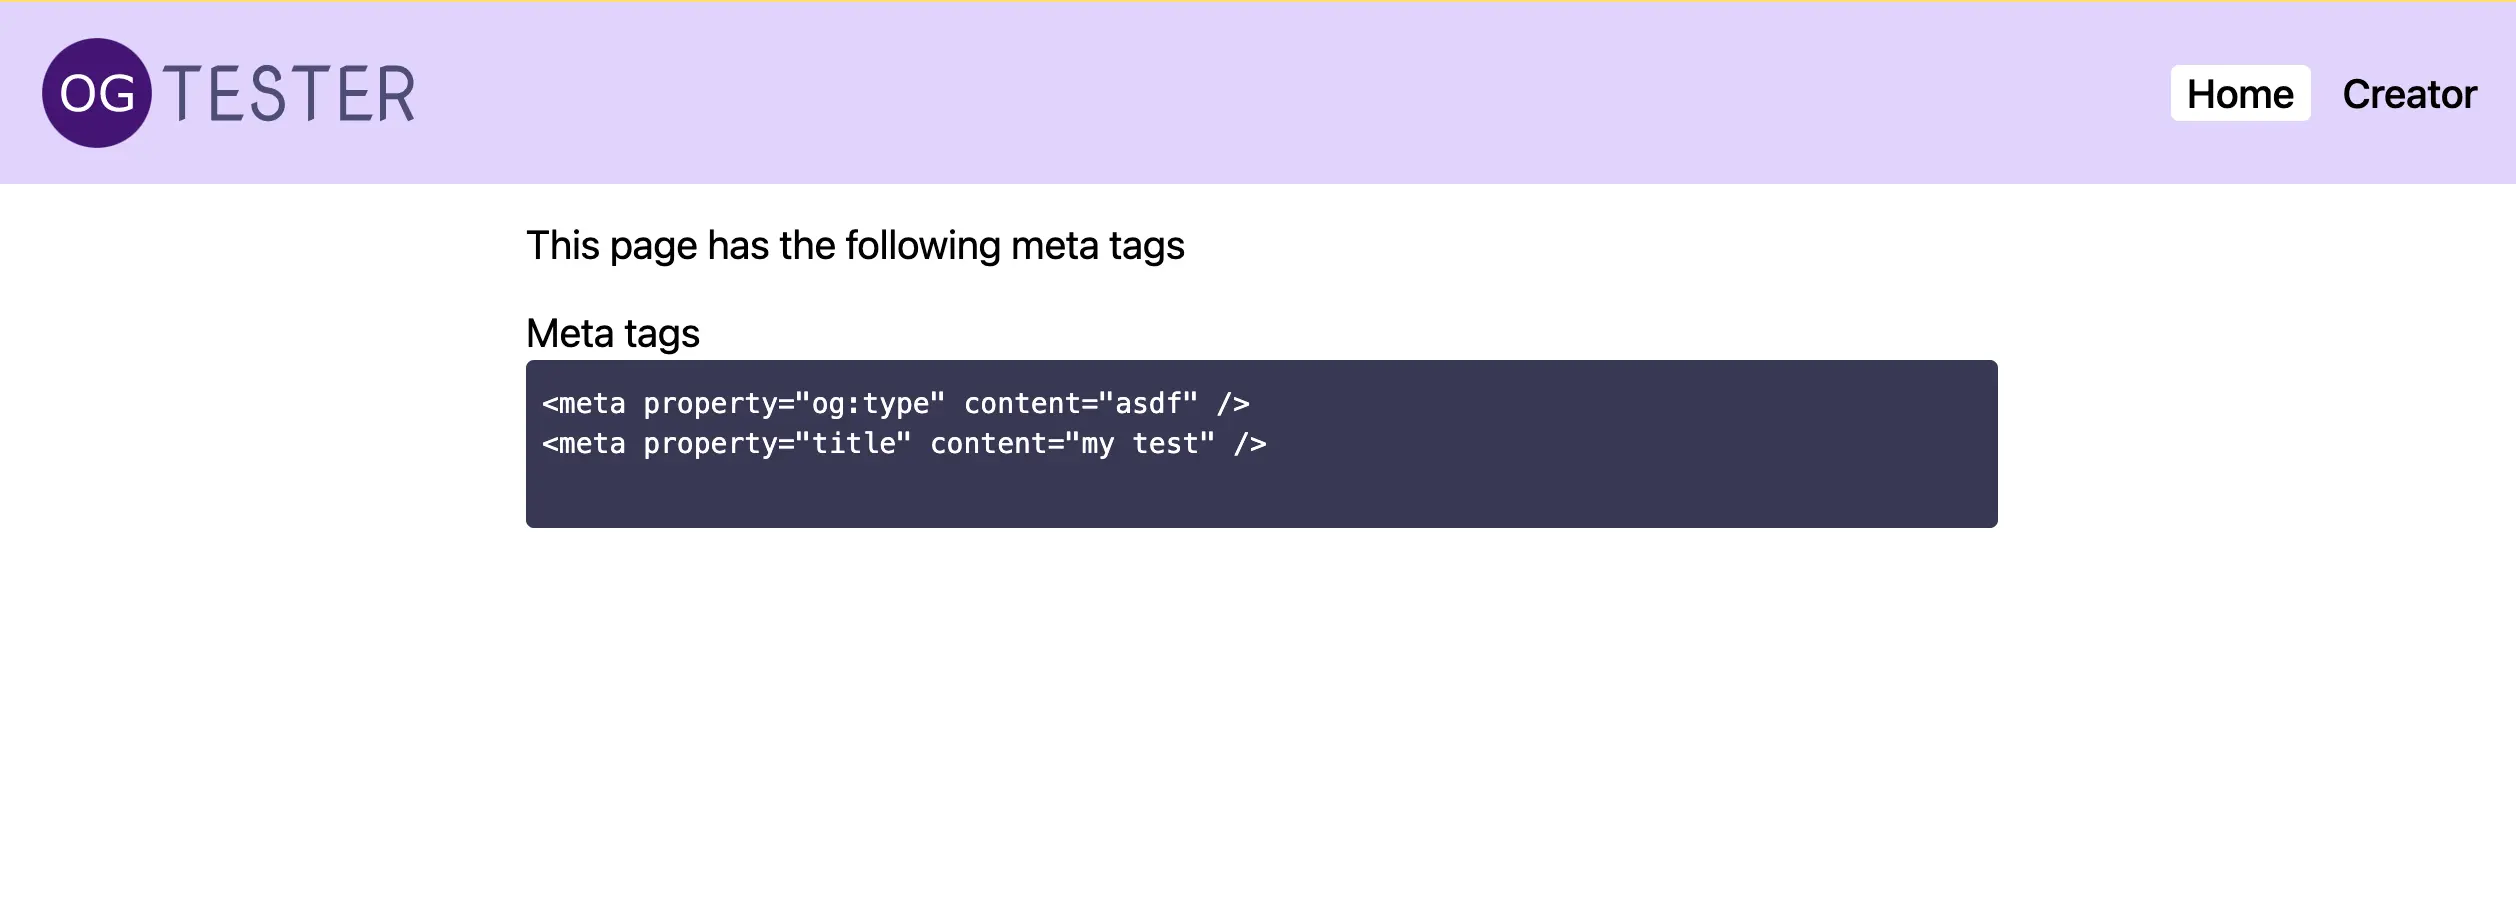 OG TESTER
Home Creator
This page has the following meta tags
Meta tags
<meta property="og:type" content="asdf" />
<meta property="title" content="my test" />